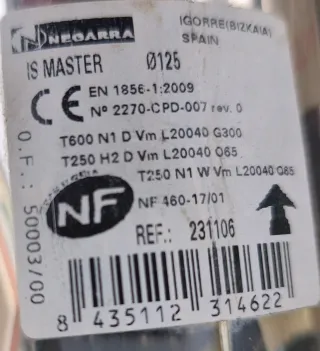 NEGARRA
IGORRE(BIZKAIA)
SPAIN
IS MASTER Ø125
CE EN 1856-1:2009
Nº 2270-CPD-007 rev. 0
T600 N1 D Vm L20040 G300
T250 H2 D Vm L20040 O65
T250 N1 W Vm L20040 O85
NF
NF 460-17/01
REF.: 231106
O.F.: 50003/00
8 435112 314622